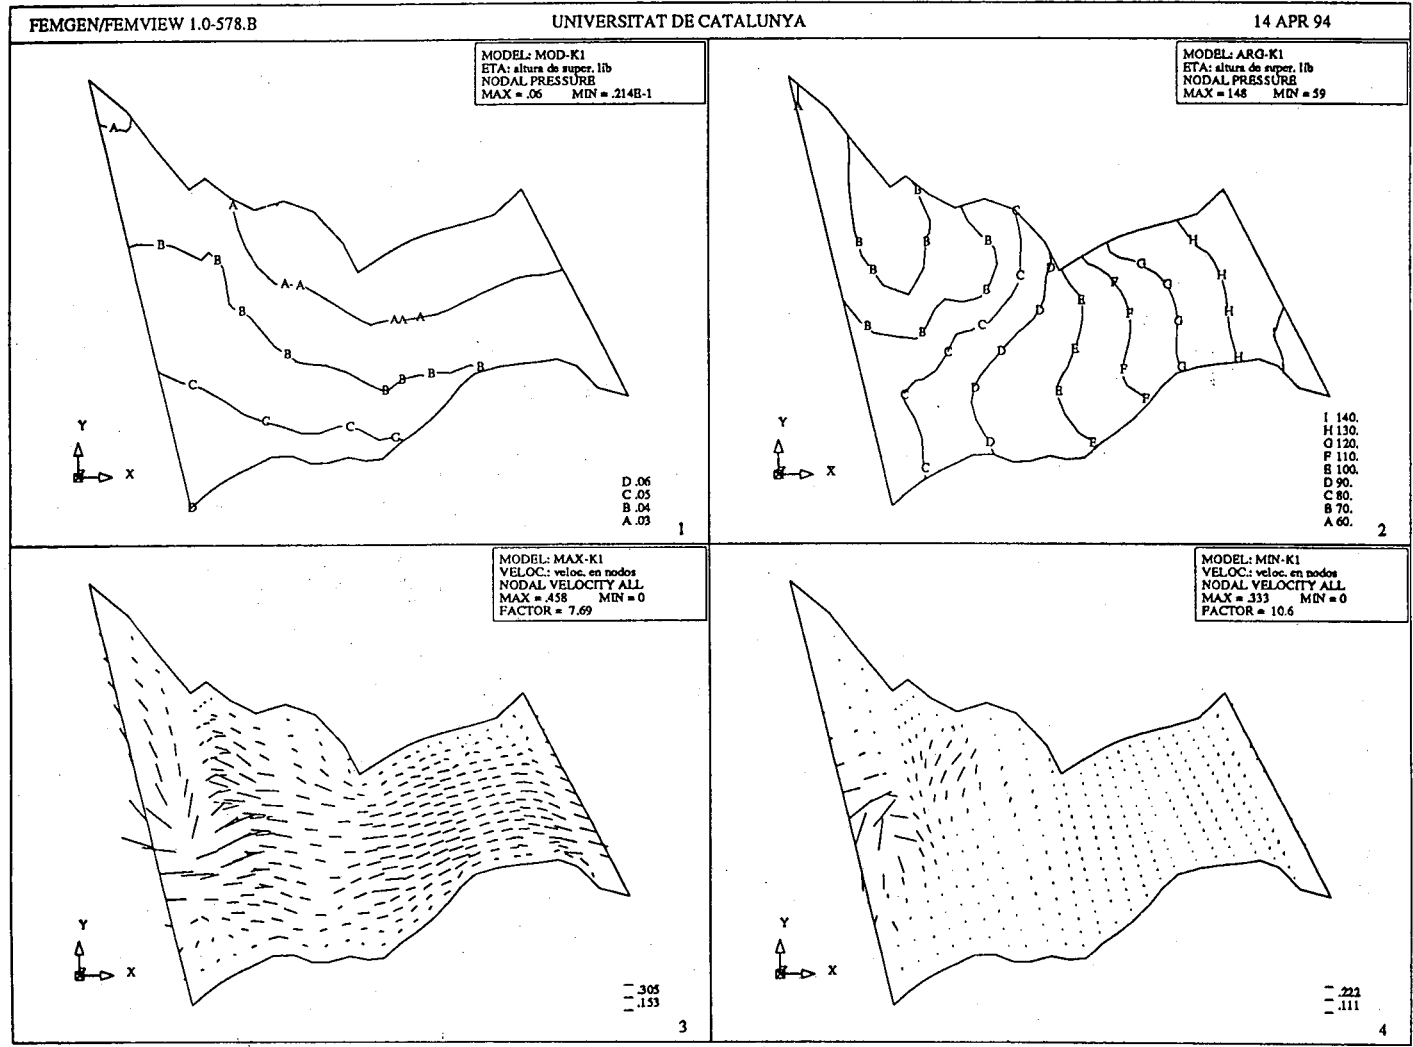 FEMGEN/FEMVIEW 1.0-578.B UNIVERSITAT DE CATALUNYA 14 APR 94
MODEL: MOD-K1
ETA: altura de super. lib
NODAL PRESSURE
MAX = .06 MIN = .214E-1
A
A
A-A
AA A
B
B
B
B
B B B B
C
C
C
C
D
Y
X
Z
D .06
C .05
B .04
A .03
1
MODEL: ARG-K1
ETA: altura de super. lib
NODAL PRESSURE
MAX = 148 MIN = 59
A
B
B
B
B
B
B
B
B
C
C
C
C
C
C
D
D
D
D
D
E
E
E
E
F
F
F
F
G
G
G
G
H
H
H
H
I
Y
X
Z
I 140.
H 130.
G 120.
F 110.
E 100.
D 90.
C 80.
B 70.
A 60.
2
MODEL: MAX-K1
VELOC.: veloc. en nodos
NODAL VELOCITY ALL
MAX = .458 MIN = 0
FACTOR = 7.69
Y
X
Z
.305
.153
3
MODEL: MIN-K1
VELOC.: veloc. en nodos
NODAL VELOCITY ALL
MAX = .333 MIN = 0
FACTOR = 10.6
Y
X
Z
.222
.111
4